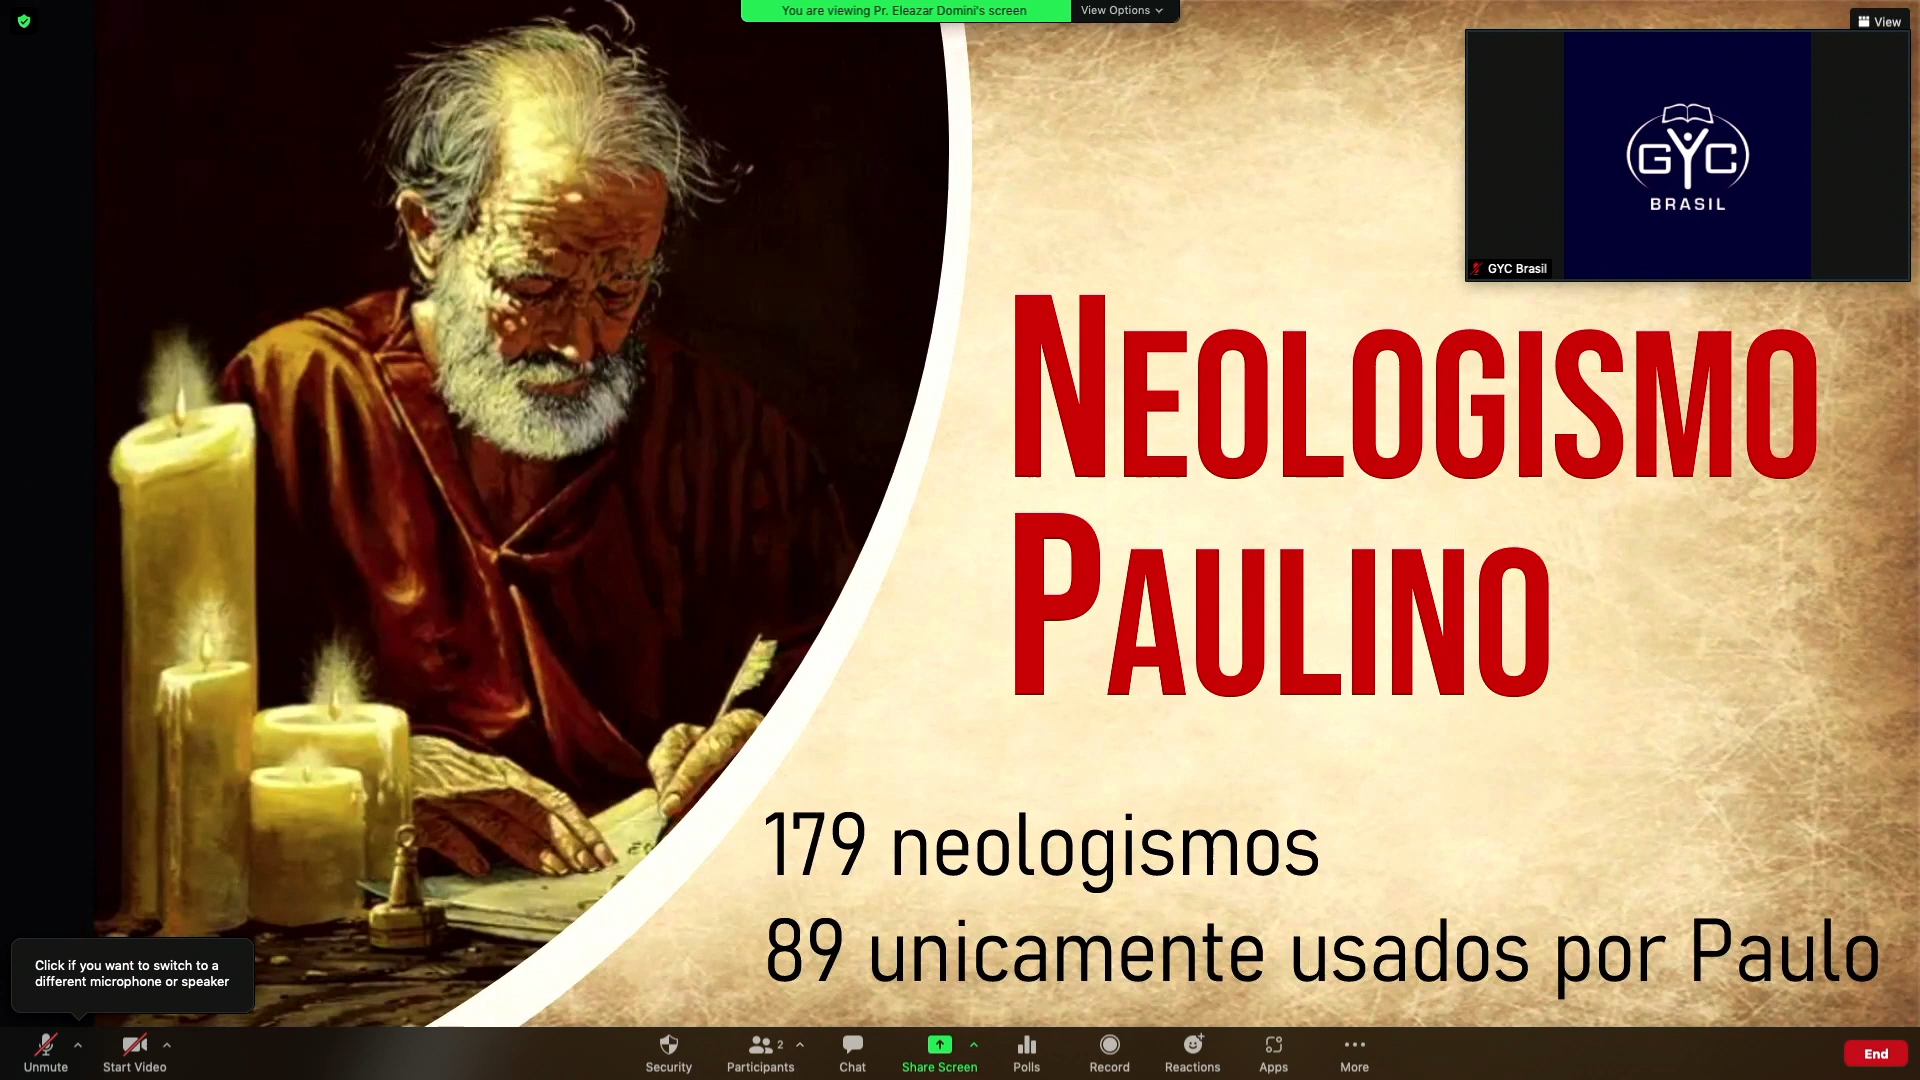 You are viewing Pr. Eleazar Domini's screen
View Options
View
GYC
BRASIL
GYC Brasil
NEOLOGISMO
PAULINO
179 neologismos
89 unicamente usados por Paulo
Click if you want to switch to a
different microphone or speaker
Unmute
Start Video
Security
2
Participants
Chat
Share Screen
Polls
Record
Reactions
Apps
More
End